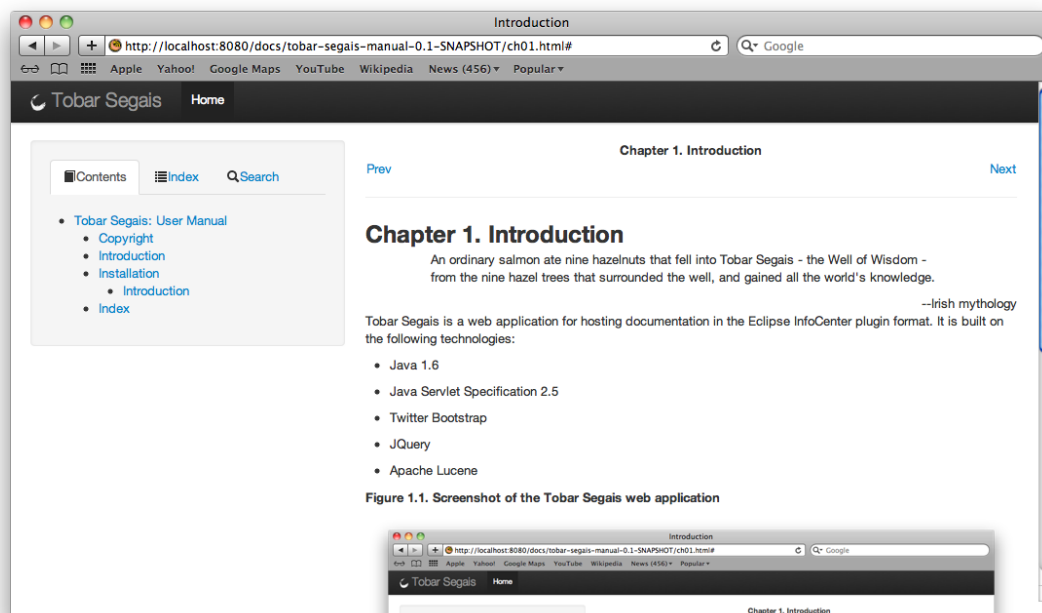 Introduction
http://localhost:8080/docs/tobar-segais-manual-0.1-SNAPSHOT/ch01.html#
Google
Apple Yahoo! Google Maps YouTube Wikipedia News (456) Popular
Tobar Segais Home
Contents Index Search
Tobar Segais: User Manual
Copyright
Introduction
Installation
Introduction
Index
Chapter 1. Introduction
Prev Next
Chapter 1. Introduction
An ordinary salmon ate nine hazelnuts that fell into Tobar Segais - the Well of Wisdom -
from the nine hazel trees that surrounded the well, and gained all the world's knowledge.
--Irish mythology
Tobar Segais is a web application for hosting documentation in the Eclipse InfoCenter plugin format. It is built on
the following technologies:
Java 1.6
Java Servlet Specification 2.5
Twitter Bootstrap
JQuery
Apache Lucene
Figure 1.1. Screenshot of the Tobar Segais web application
Introduction
http://localhost:8080/docs/tobar-segais-manual-0.1-SNAPSHOT/ch01.html#
Google
Apple Yahoo! Google Maps YouTube Wikipedia News (456) Popular
Tobar Segais Home
Chapter 1. Introduction